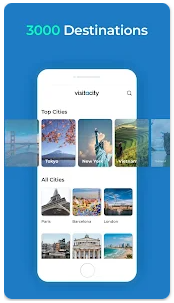 3000 Destinations
visitacity
Top Cities
Tokyo
New York
Vietnam
All Cities
Paris
Barcelona
London